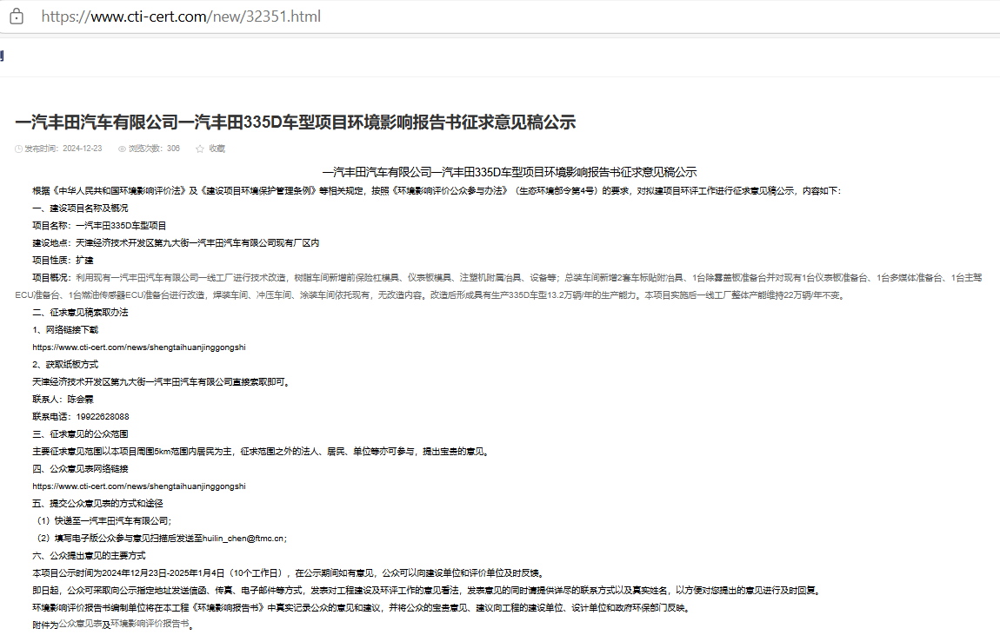 https://www.cti-cert.com/new/32351.html
一汽丰田汽车有限公司一汽丰田335D车型项目环境影响报告书征求意见稿公示
发布时间：2024-12-23 浏览次数：306 收藏
一汽丰田汽车有限公司一汽丰田335D车型项目环境影响报告书征求意见稿公示
根据《中华人民共和国环境影响评价法》及《建设项目环境保护管理条例》等相关规定，按照《环境影响评价公众参与办法》（生态环境部令第4号）的要求，对拟建项目环评工作进行征求意见稿公示，内容如下：
一、建设项目名称及概况
项目名称：一汽丰田335D车型项目
建设地点：天津经济技术开发区第九大街一汽丰田汽车有限公司现有厂区内
项目性质：扩建
项目概况：利用现有一汽丰田汽车有限公司一线工厂进行技术改造，树脂车间新增前保险杠模具、仪表板模具、注塑机附属冶具、设备等；总装车间新增2套车标贴附冶具、1台除雾盖板准备台并对现有1台仪表板准备台、1台多媒体准备台、1台主驾
ECU准备台、1台燃油传感器ECU准备台进行改造，焊装车间、冲压车间、涂装车间依托现有，无改造内容。改造后形成具有生产335D车型13.2万辆/年的生产能力。本项目实施后一线工厂整体产能维持22万辆/年不变。
二、征求意见稿索取办法
1、网络链接下载
https://www.cti-cert.com/news/shengtaihuanjinggongshi
2、获取纸板方式
天津经济技术开发区第九大街一汽丰田汽车有限公司直接索取即可。
联系人：陈会霖
联系电话：19922628088
三、征求意见的公众范围
主要征求意见范围以本项目周围5km范围内居民为主，征求范围之外的法人、居民、单位等亦可参与，提出宝贵的意见。
四、公众意见表网络链接
https://www.cti-cert.com/news/shengtaihuanjinggongshi
五、提交公众意见表的方式和途径
（1）快递至一汽丰田汽车有限公司；
（2）填写电子版公众参与意见扫描后发送至huilin_chen@ftmc.cn；
六、公众提出意见的主要方式
本项目公示时间为2024年12月23日-2025年1月4日（10个工作日），在公示期间如有意见，公众可以向建设单位和评价单位及时反馈。
即日起，公众可采取向公示指定地址发送信函、传真、电子邮件等方式，发表对工程建设及环评工作的意见看法，发表意见的同时请提供详尽的联系方式以及真实姓名，以方便对您提出的意见进行及时回复。
环境影响评价报告书编制单位将在本工程《环境影响报告书》中真实记录公众的意见和建议，并将公众的宝贵意见、建议向工程的建设单位、设计单位和政府环保部门反映。
附件为公众意见表及环境影响评价报告书。